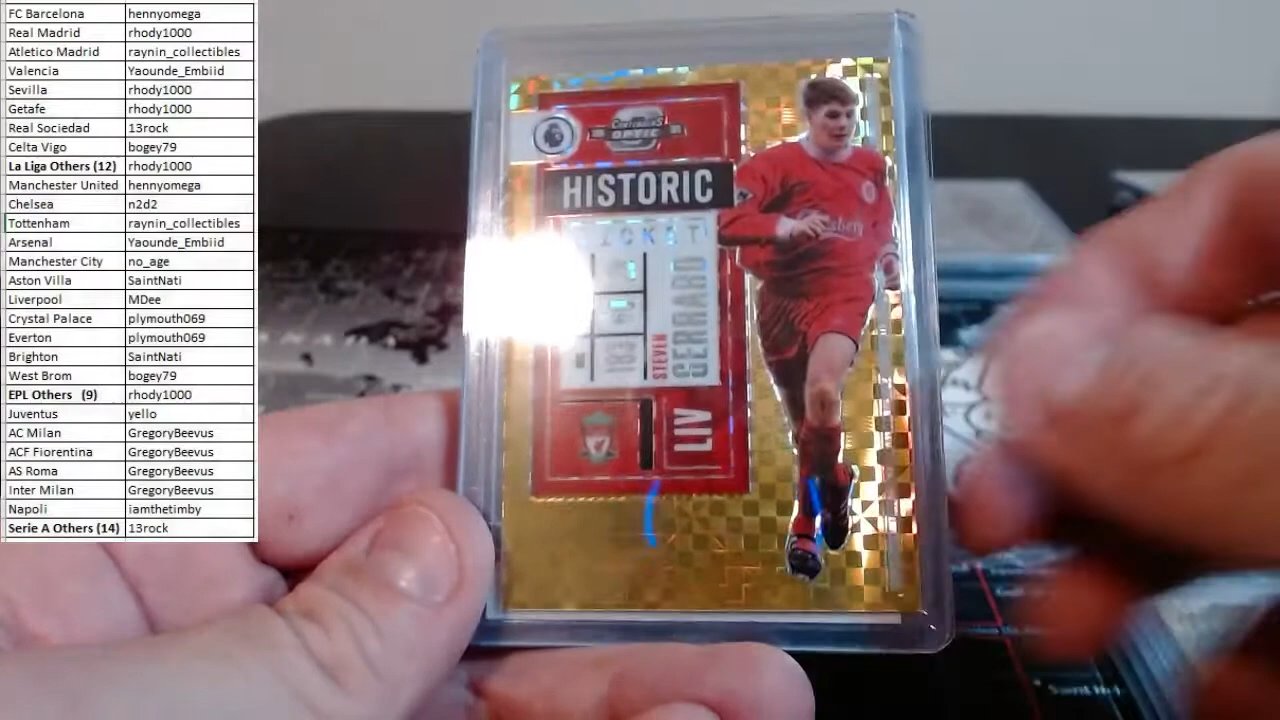 FC Barcelona hennyomega
Real Madrid rhody1000
Atletico Madrid raynin_collectibles
Valencia Yaounde_Embiid
Sevilla rhody1000
Getafe rhody1000
Real Sociedad 13rock
Celta Vigo bogey79
La Liga Others (12) rhody1000
Manchester United hennyomega
Chelsea n2d2
Tottenham raynin_collectibles
Arsenal Yaounde_Embiid
Manchester City no_age
Aston Villa SaintNati
Liverpool MDee
Crystal Palace plymouth069
Everton plymouth069
Brighton SaintNati
West Brom bogey79
EPL Others (9) rhody1000
Juventus yello
AC Milan GregoryBeevus
ACF Fiorentina GregoryBeevus
AS Roma GregoryBeevus
Inter Milan GregoryBeevus
Napoli iamthetimby
Serie A Others (14) 13rock
CONTENDERS
OPTIC
HISTORIC
TICKET
STEVEN
GERRARD
LIV
Carlsberg